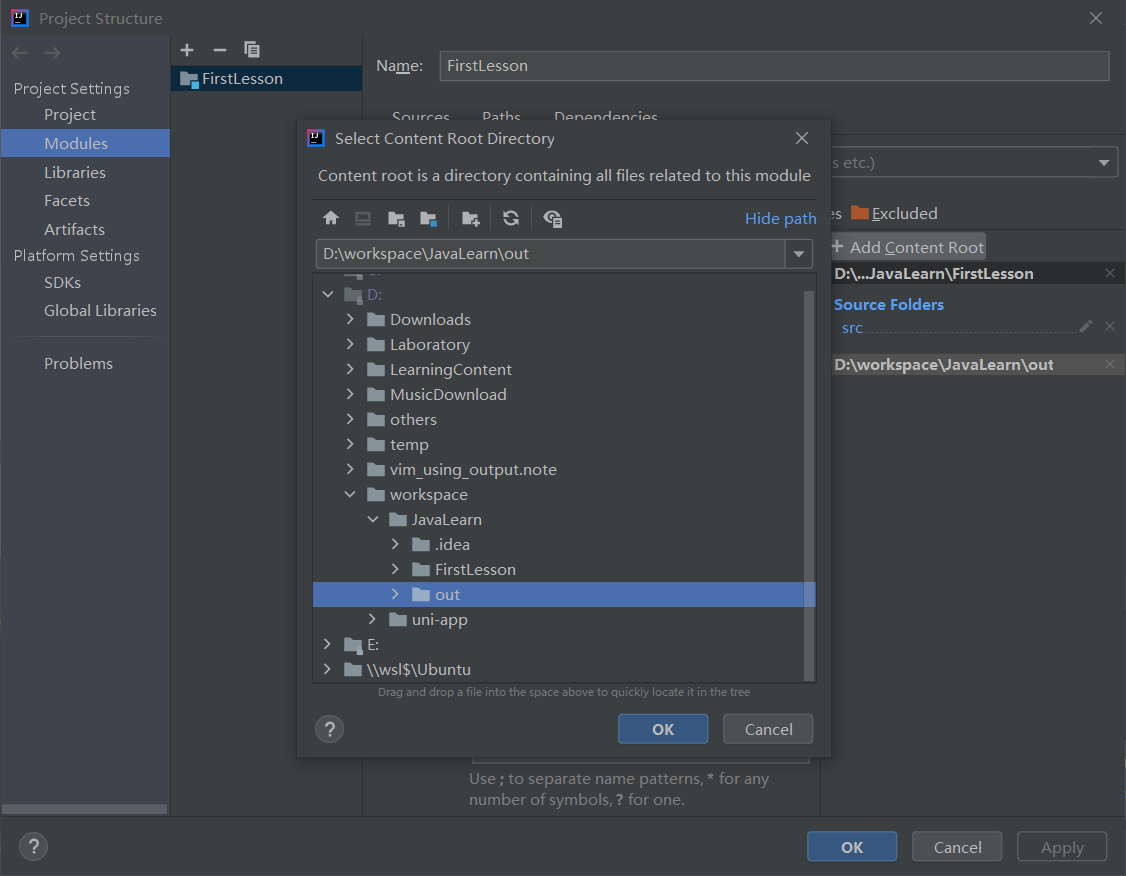 Project Structure
Project Settings
Project
Modules
Libraries
Facets
Artifacts
Platform Settings
SDKs
Global Libraries
Problems
FirstLesson
Name: FirstLesson
Sources Paths Dependencies
s etc.)
es Excluded
+ Add Content Root
D:\...JavaLearn\FirstLesson
Source Folders
src
D:\workspace\JavaLearn\out
Select Content Root Directory
Content root is a directory containing all files related to this module
Hide path
D:\workspace\JavaLearn\out
D:
Downloads
Laboratory
LearningContent
MusicDownload
others
temp
vim_using_output.note
workspace
JavaLearn
.idea
FirstLesson
out
uni-app
E:
\\wsl$\Ubuntu
Drag and drop a file into the space above to quickly locate it in the tree
? OK Cancel
Use ; to separate name patterns, * for any
number of symbols, ? for one.
? OK Cancel Apply